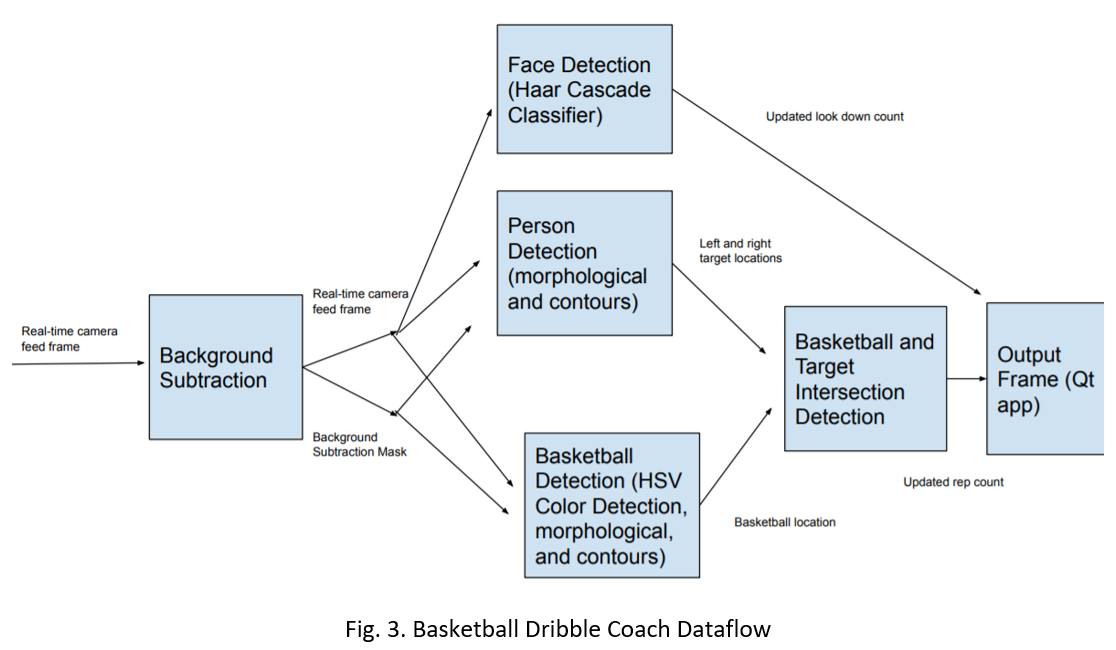 Face Detection
(Haar Cascade
Classifier)
Updated look down count
Person
Detection
(morphological
and contours)
Left and right
target locations
Real-time camera
feed frame
Real-time camera
feed frame
Background
Subtraction
Basketball and
Target
Intersection
Detection
Output
Frame (Qt
app)
Background
Subtraction Mask
Basketball
Detection (HSV
Color Detection,
morphological,
and contours)
Updated rep count
Basketball location
Fig. 3. Basketball Dribble Coach Dataflow